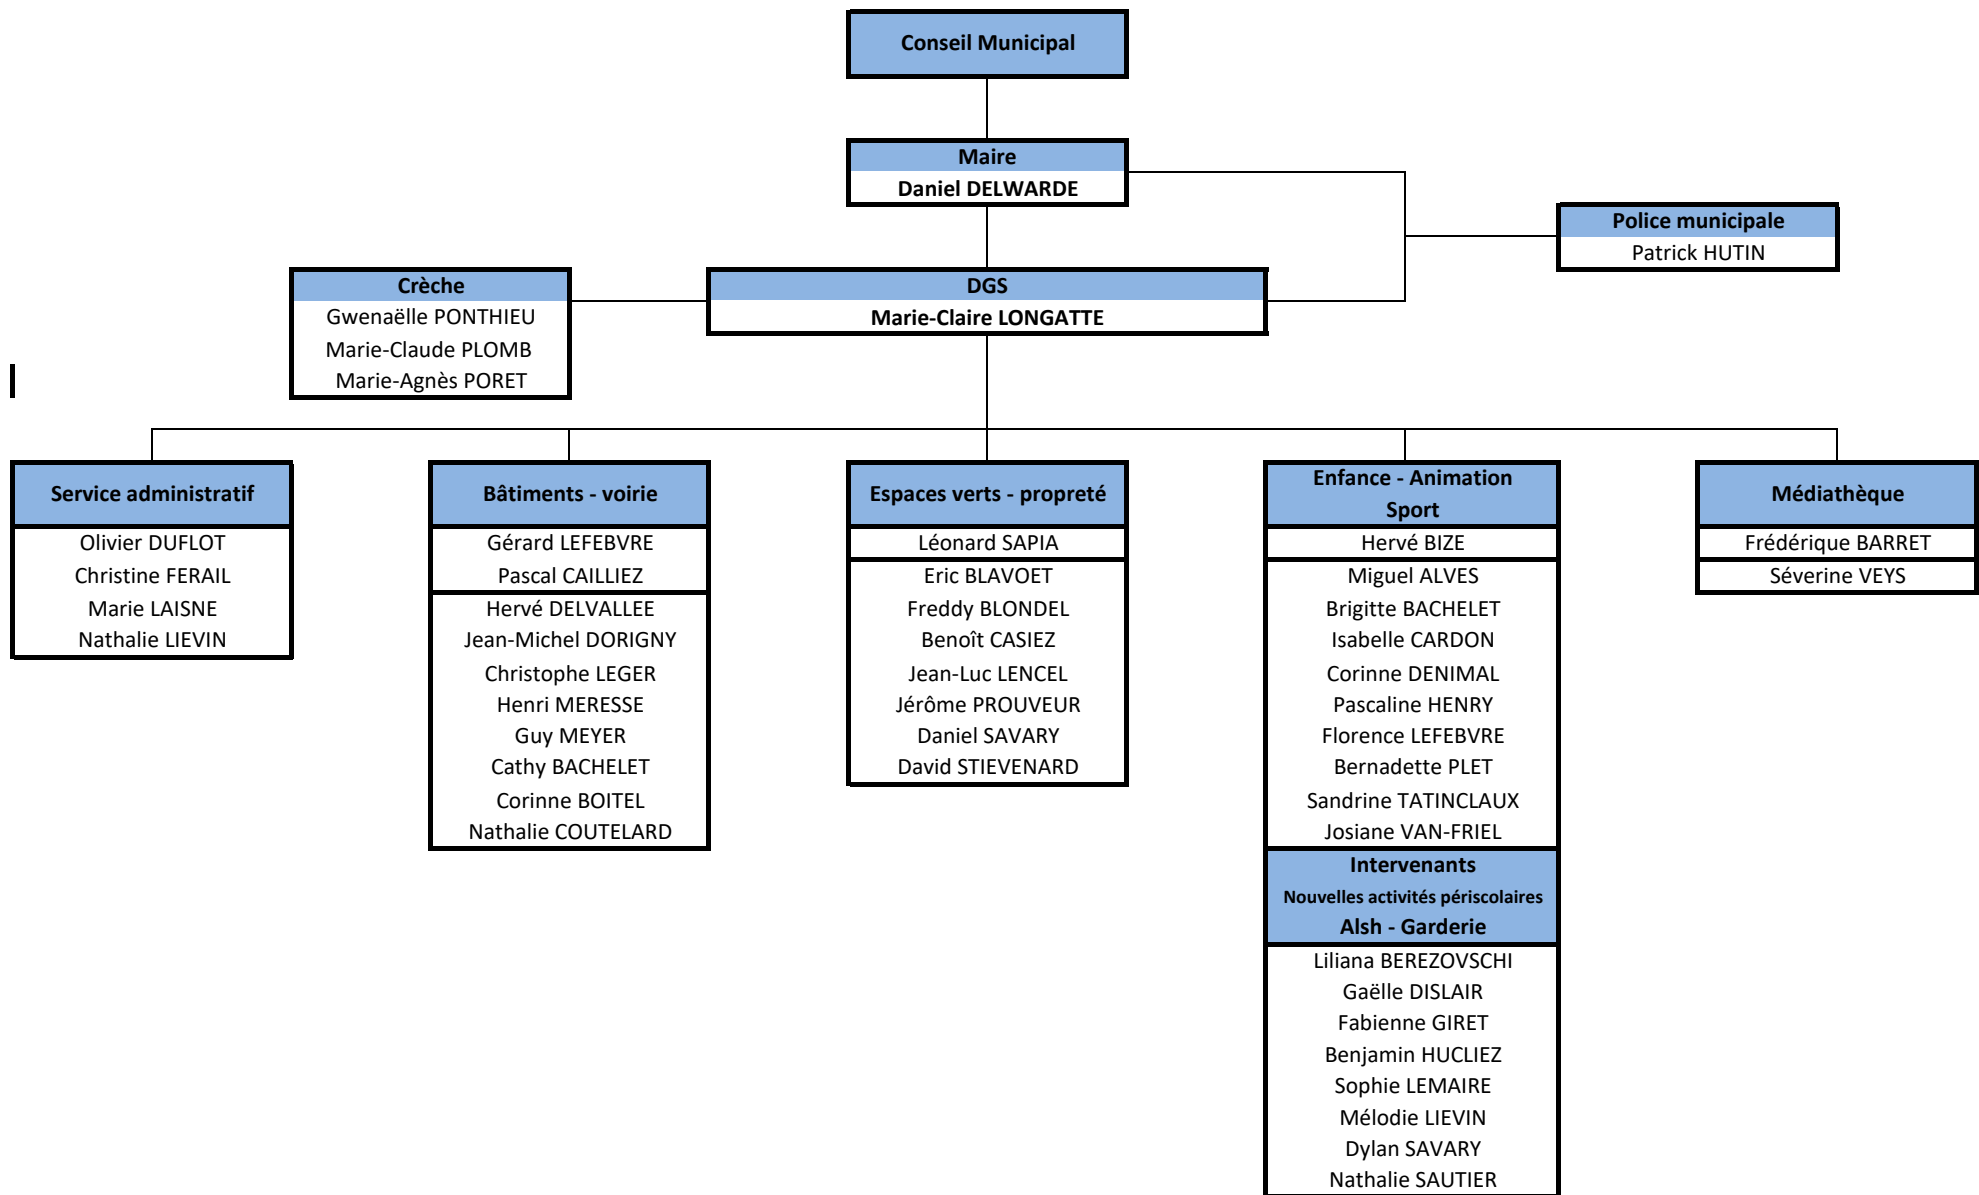 Conseil Municipal
Maire
Daniel DELWARDE
Police municipale
Patrick HUTIN
Crèche
Gwenaëlle PONTHIEU
Marie-Claude PLOMB
Marie-Agnès PORET
DGS
Marie-Claire LONGATTE
Service administratif
Olivier DUFLOT
Christine FERAIL
Marie LAISNE
Nathalie LIEVIN
Bâtiments - voirie
Gérard LEFEBVRE
Pascal CAILLIEZ
Hervé DELVALLEE
Jean-Michel DORIGNY
Christophe LEGER
Henri MERESSE
Guy MEYER
Cathy BACHELET
Corinne BOITEL
Nathalie COUTELARD
Espaces verts - propreté
Léonard SAPIA
Eric BLAVOET
Freddy BLONDEL
Benoît CASIEZ
Jean-Luc LENCEL
Jérôme PROUVEUR
Daniel SAVARY
David STIEVENARD
Enfance - Animation
Sport
Hervé BIZE
Miguel ALVES
Brigitte BACHELET
Isabelle CARDON
Corinne DENIMAL
Pascaline HENRY
Florence LEFEBVRE
Bernadette PLET
Sandrine TATINCLAUX
Josiane VAN-FRIEL
Intervenants
Nouvelles activités périscolaires
Alsh - Garderie
Liliana BEREZOVSCHI
Gaëlle DISLAIR
Fabienne GIRET
Benjamin HUCLIEZ
Sophie LEMAIRE
Mélodie LIEVIN
Dylan SAVARY
Nathalie SAUTIER
Médiathèque
Frédérique BARRET
Séverine VEYS